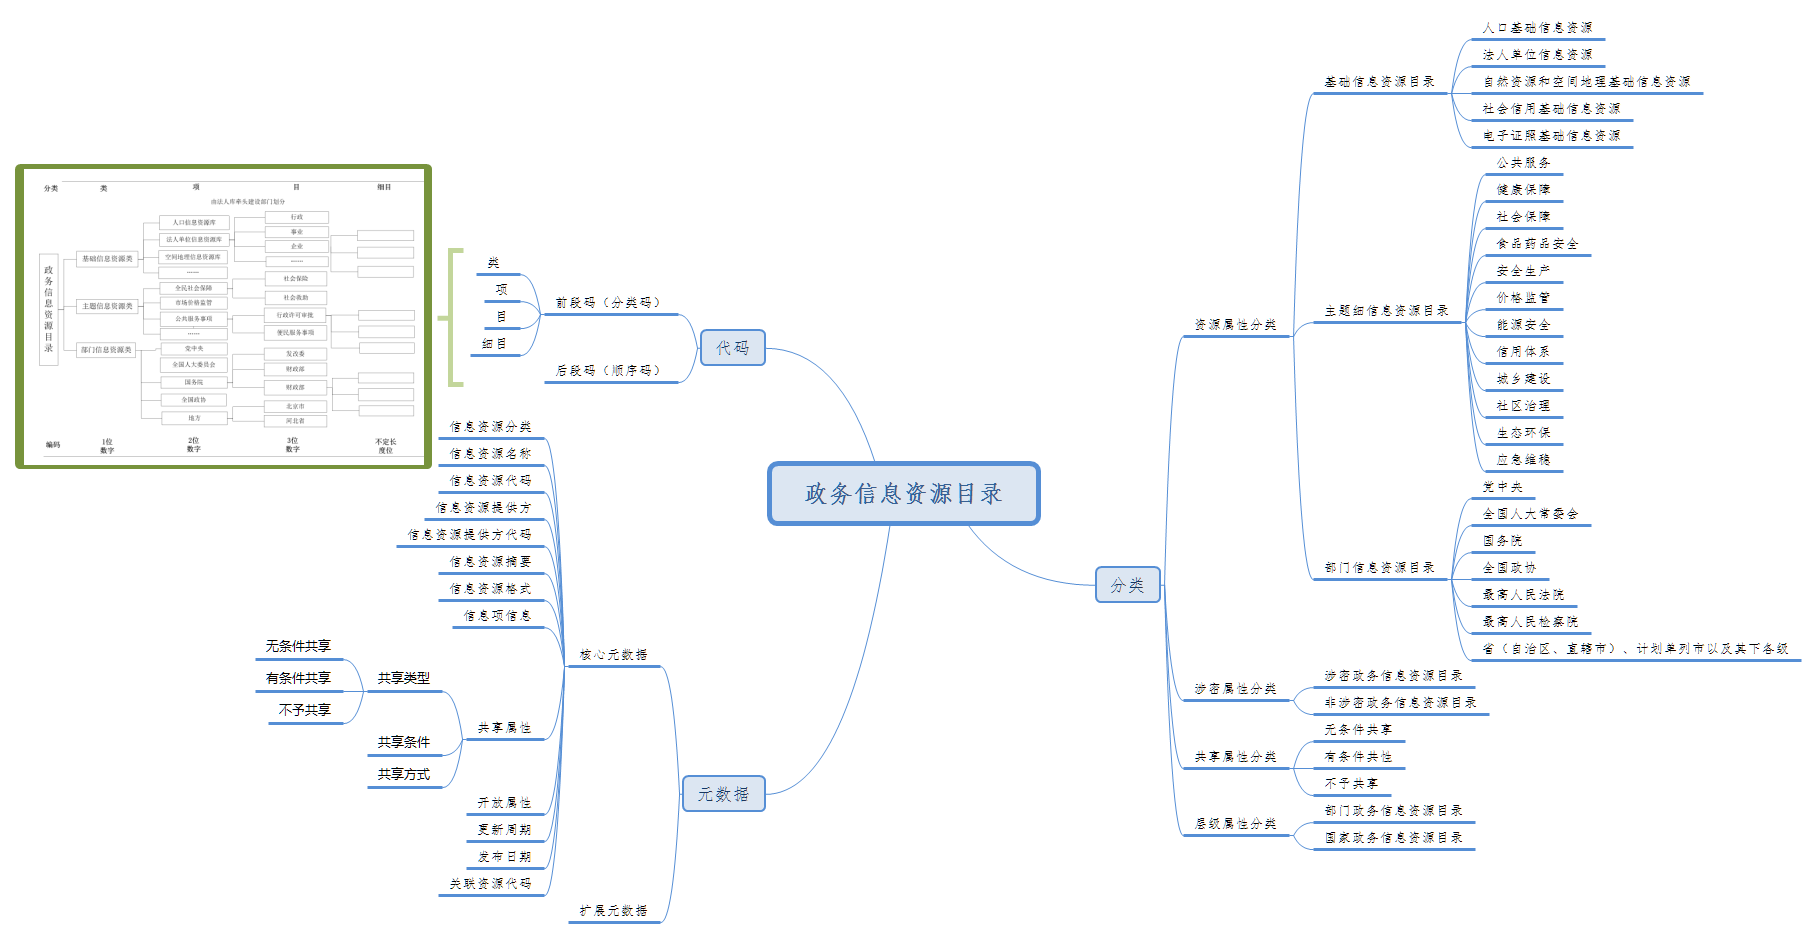 政务信息资源目录
分类
资源属性分类
基础信息资源目录
人口基础信息资源
法人单位信息资源
自然资源和空间地理基础信息资源
社会信用基础信息资源
电子证照基础信息资源
主题细信息资源目录
公共服务
健康保障
社会保障
食品药品安全
安全生产
价格监管
能源安全
信用体系
城乡建设
社区治理
生态环保
应急维稳
部门信息资源目录
党中央
全国人大常委会
国务院
全国政协
最高人民法院
最高人民检察院
省（自治区、直辖市）、计划单列市以及其下各级
涉密属性分类
涉密政务信息资源目录
非涉密政务信息资源目录
共享属性分类
无条件共享
有条件共性
不予共享
层级属性分类
部门政务信息资源目录
国家政务信息资源目录
代码
前段码（分类码）
类
项
目
细目
后段码（顺序码）
分类 类 项 目 细目
由法人库牵头建设部门划分
政务信息资源目录
基础信息资源类
人口信息资源库
法人单位信息资源库
行政
事业
企业
……
空间地理信息资源库
……
主题信息资源类
全民社会保障
社会保险
社会救助
市场价格监管
公共服务事项
行政许可审批
便民服务事项
……
部门信息资源类
党中央
全国人大委员会
国务院
发改委
财政部
财政部
全国政协
地方
北京市
河北省
编码 1位数字 2位数字 3位数字 不定长度位
元数据
核心元数据
信息资源分类
信息资源名称
信息资源代码
信息资源提供方
信息资源提供方代码
信息资源摘要
信息资源格式
信息项信息
共享属性
共享类型
无条件共享
有条件共享
不予共享
共享条件
共享方式
开放属性
更新周期
发布日期
关联资源代码
扩展元数据